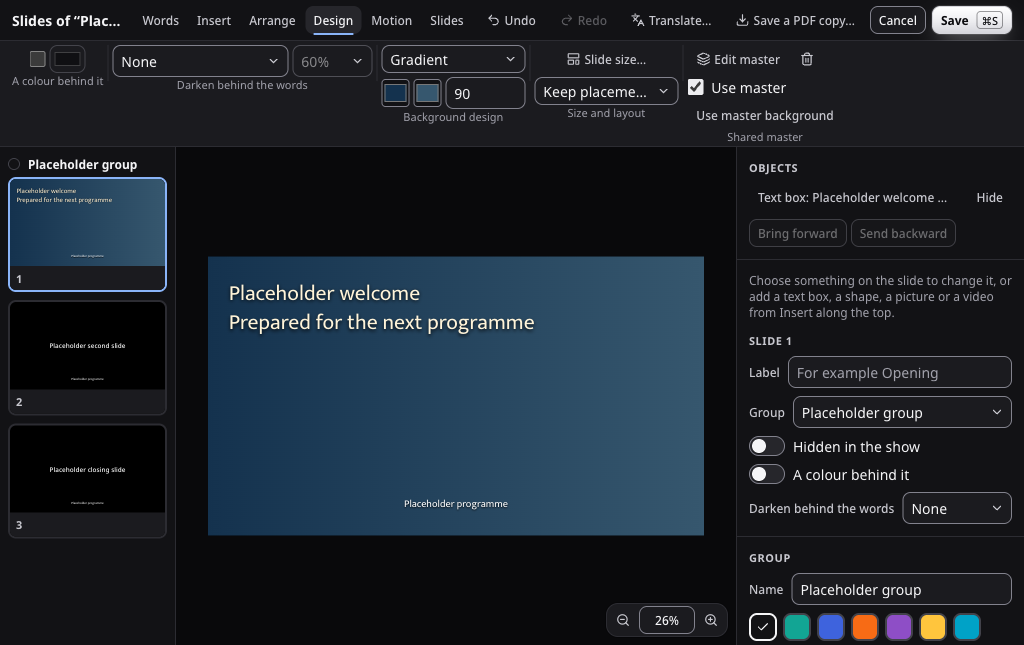 Slides of “Plac…
Words
Insert
Arrange
Design
Motion
Slides
Undo
Redo
Translate…
Save a PDF copy…
Cancel
Save ⌘S
A colour behind it
None
60%
Darken behind the words
Gradient
90
Background design
Slide size…
Keep placeme…
Size and layout
Edit master
Use master
Use master background
Shared master
Placeholder group
Placeholder welcome
Prepared for the next programme
Placeholder programme
1
Placeholder second slide
Placeholder programme
2
Placeholder closing slide
Placeholder programme
3
Placeholder welcome
Prepared for the next programme
Placeholder programme
26%
OBJECTS
Text box: Placeholder welcome …
Hide
Bring forward
Send backward
Choose something on the slide to change it, or
add a text box, a shape, a picture or a video
from Insert along the top.
SLIDE 1
Label
For example Opening
Group
Placeholder group
Hidden in the show
A colour behind it
Darken behind the words
None
GROUP
Name
Placeholder group